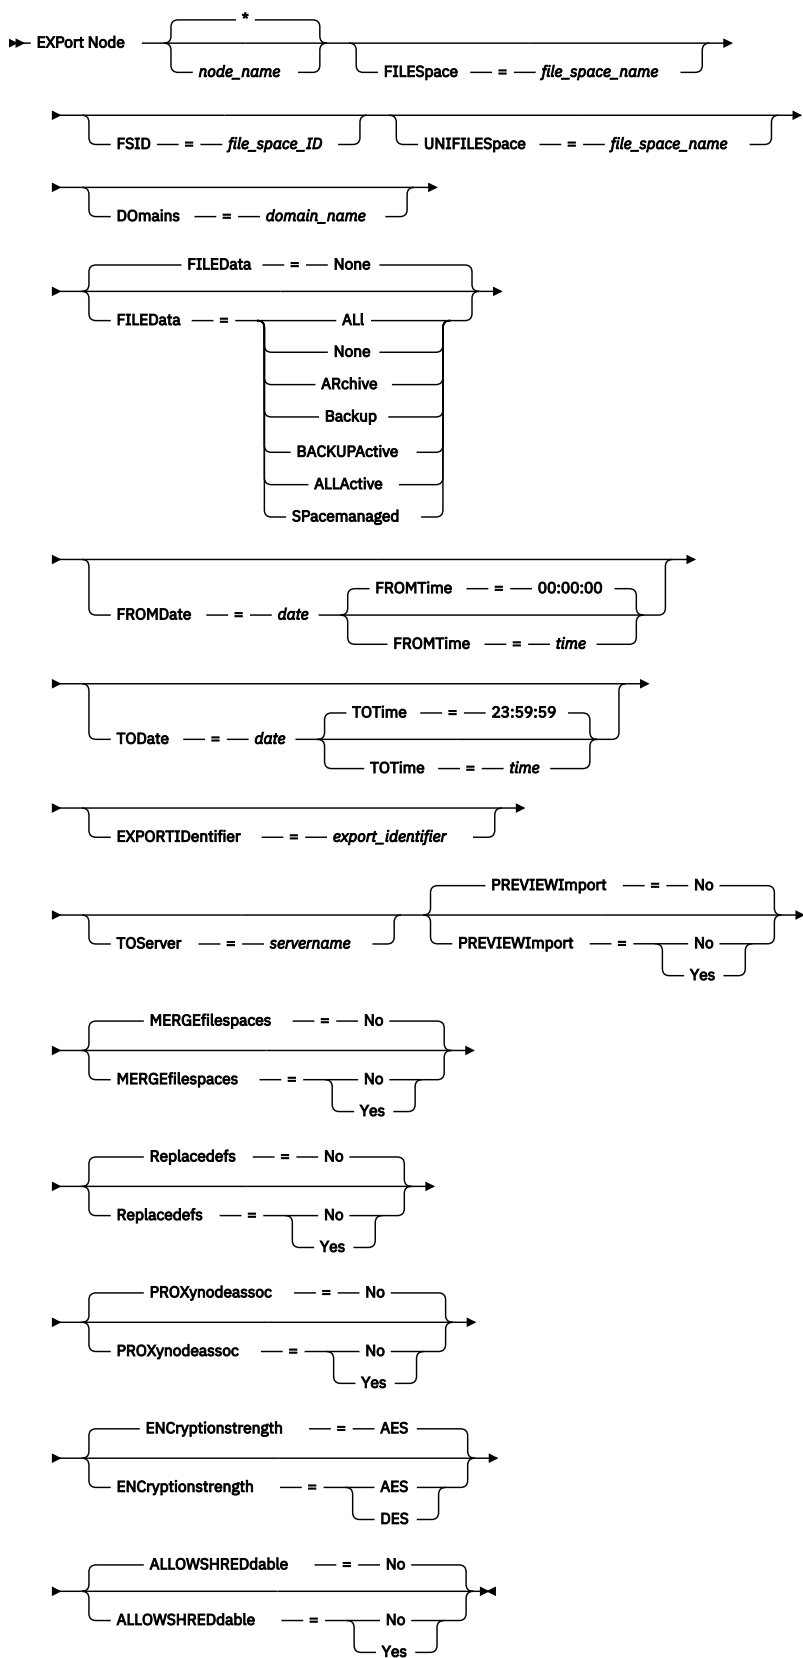 *
EXPort Node
node_name
FILESpace = file_space_name
FSID = file_space_ID
UNIFILESpace = file_space_name
DOmains = domain_name
FILEData = None
FILEData = ALl
None
ARchive
Backup
BACKUPActive
ALLActive
SPacemanaged
FROMTime = 00:00:00
FROMDate = date
FROMTime = time
TOTime = 23:59:59
TODate = date
TOTime = time
EXPORTIDentifier = export_identifier
PREVIEWImport = No
TOServer = servername
PREVIEWImport = No
Yes
MERGEfilespaces = No
MERGEfilespaces = No
Yes
Replacedefs = No
Replacedefs = No
Yes
PROXynodeassoc = No
PROXynodeassoc = No
Yes
ENCryptionstrength = AES
ENCryptionstrength = AES
DES
ALLOWSHREDdable = No
ALLOWSHREDdable = No
Yes